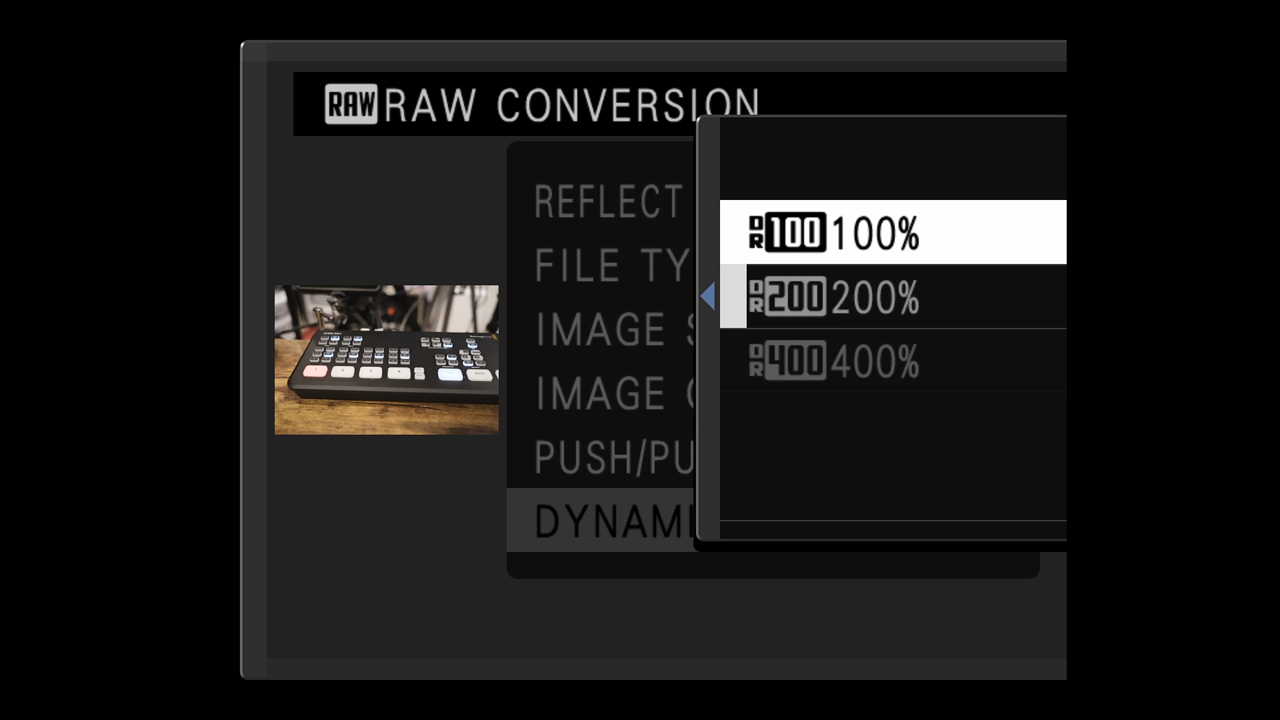 RAW RAW CONVERSION
REFLECT
FILE TY
IMAGE S
IMAGE
PUSH/PU
DYNAMI
DR100 100%
DR200 200%
DR400 400%